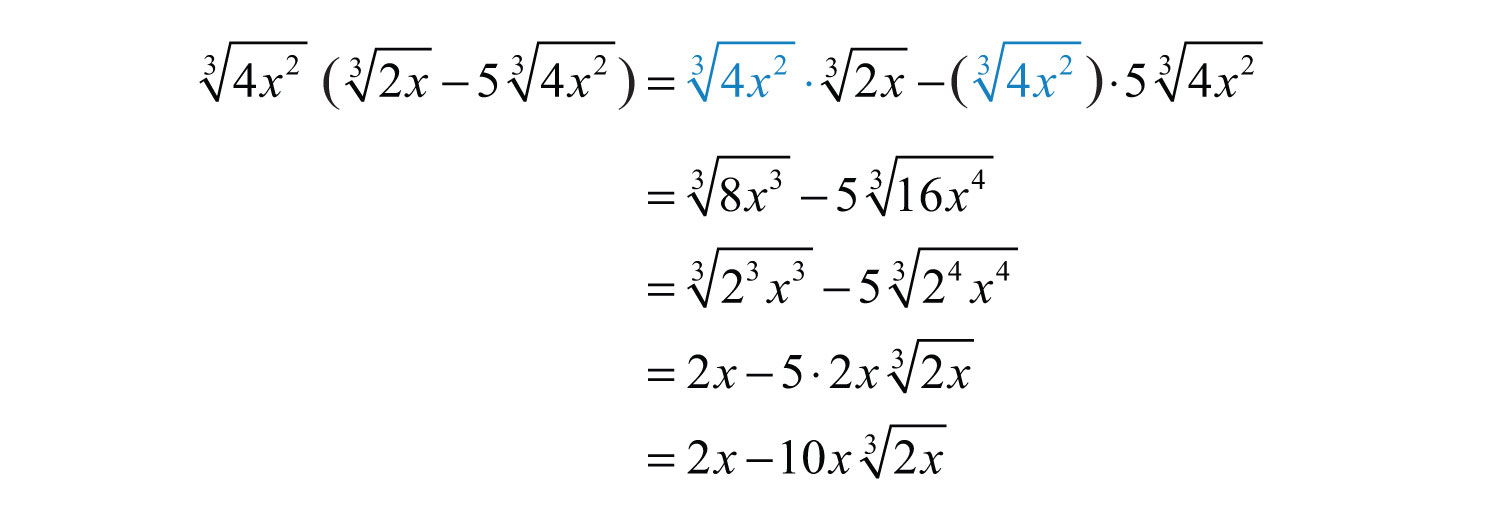 ∛(4x²) (∛(2x) − 5∛(4x²)) = ∛(4x²) · ∛(2x) − (∛(4x²)) · 5∛(4x²)
= ∛(8x³) − 5∛(16x⁴)
= ∛(2³x³) − 5∛(2⁴x⁴)
= 2x − 5 · 2x∛(2x)
= 2x − 10x∛(2x)